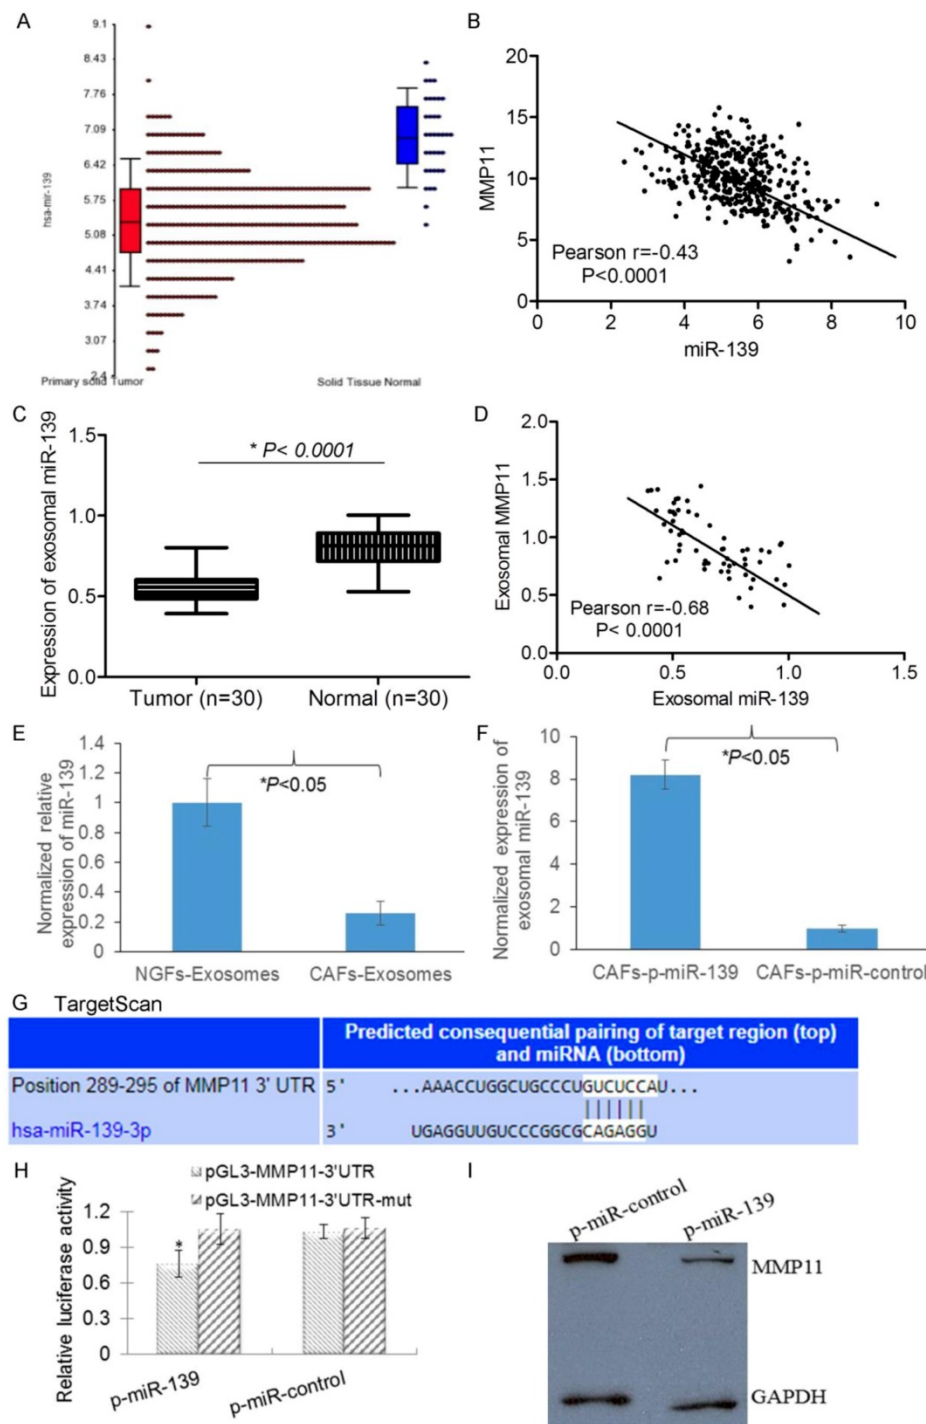 A
9.1
8.43
7.76
7.09
6.42
5.75
5.08
4.41
3.74
3.07
2.4
hsa-mir-139
Primary solid Tumor
Solid Tissue Normal
B
20
15
10
5
0
MMP11
Pearson r=-0.43
P<0.0001
0 2 4 6 8 10
miR-139
C
Expression of exosomal miR-139
1.5
1.0
0.5
0.0
* P< 0.0001
Tumor (n=30) Normal (n=30)
D
Exosomal MMP11
2.0
1.5
1.0
0.5
0.0
Pearson r=-0.68
P< 0.0001
0.0 0.5 1.0 1.5
Exosomal miR-139
E
Normalized relative
expression of miR-139
1.4
1.2
1
0.8
0.6
0.4
0.2
0
*P<0.05
NGFs-Exosomes CAFs-Exosomes
F
Normalized expression of
exosomal miR-139
10
8
6
4
2
0
*P<0.05
CAFs-p-miR-139 CAFs-p-miR-control
G TargetScan
Predicted consequential pairing of target region (top)
and miRNA (bottom)
Position 289-295 of MMP11 3' UTR 5' ...AAACCUGGCUGCCCUGUCUCCAU...
hsa-miR-139-3p 3' UGAGGUUGUCCCGGCGCAGAGGU
H
pGL3-MMP11-3'UTR
pGL3-MMP11-3'UTR-mut
Relative luciferase activity
1.2
0.9
0.6
0.3
0
*
p-miR-139 p-miR-control
I
p-miR-control p-miR-139
MMP11
GAPDH